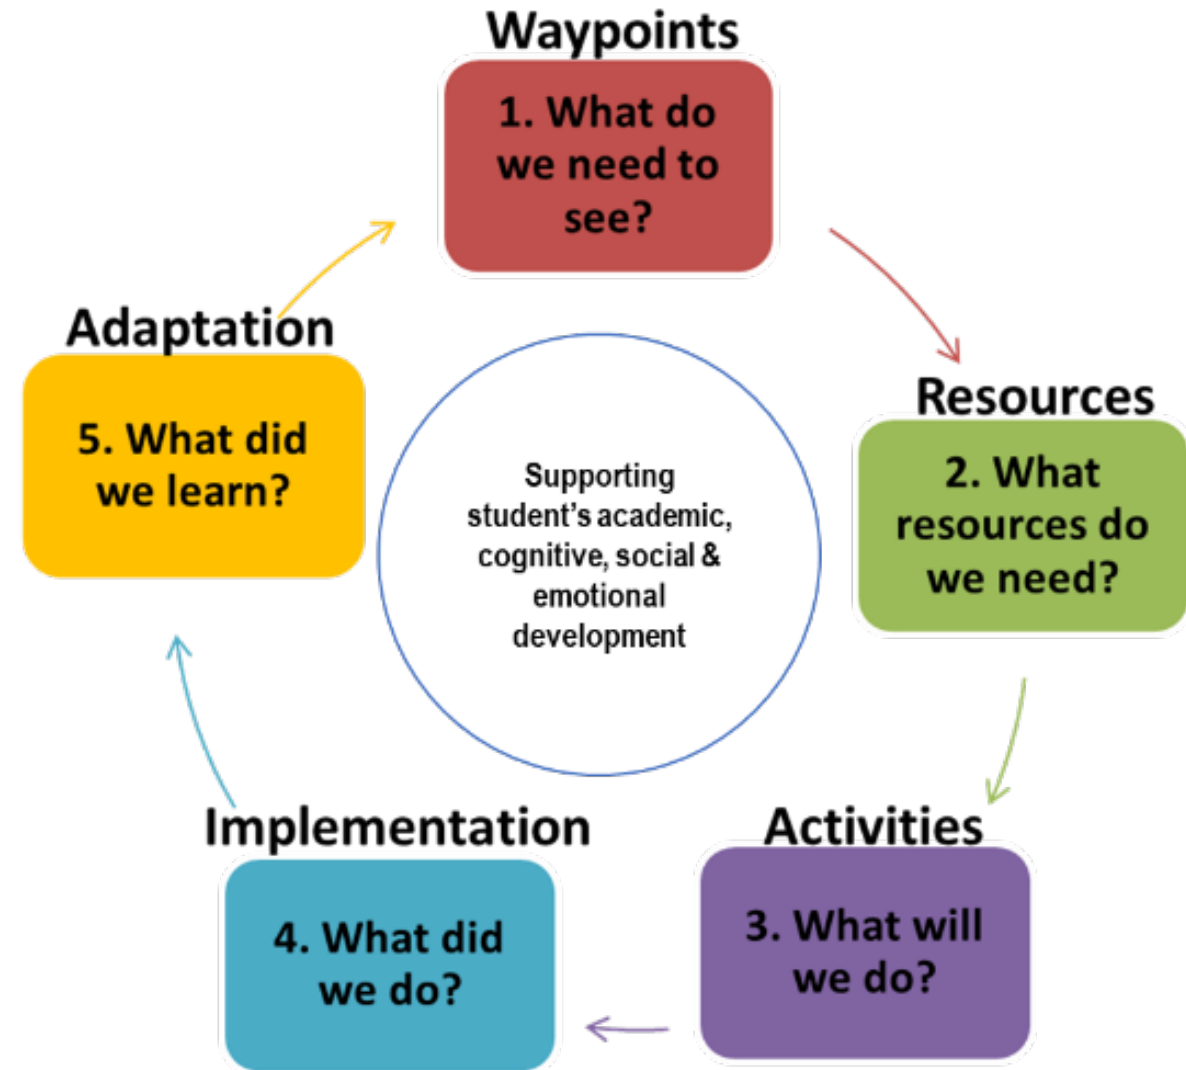 Waypoints
1. What do
we need to
see?
Resources
2. What
resources do
we need?
Activities
3. What will
we do?
Implementation
4. What did
we do?
Adaptation
5. What did
we learn?
Supporting
student’s academic,
cognitive, social &
emotional
development